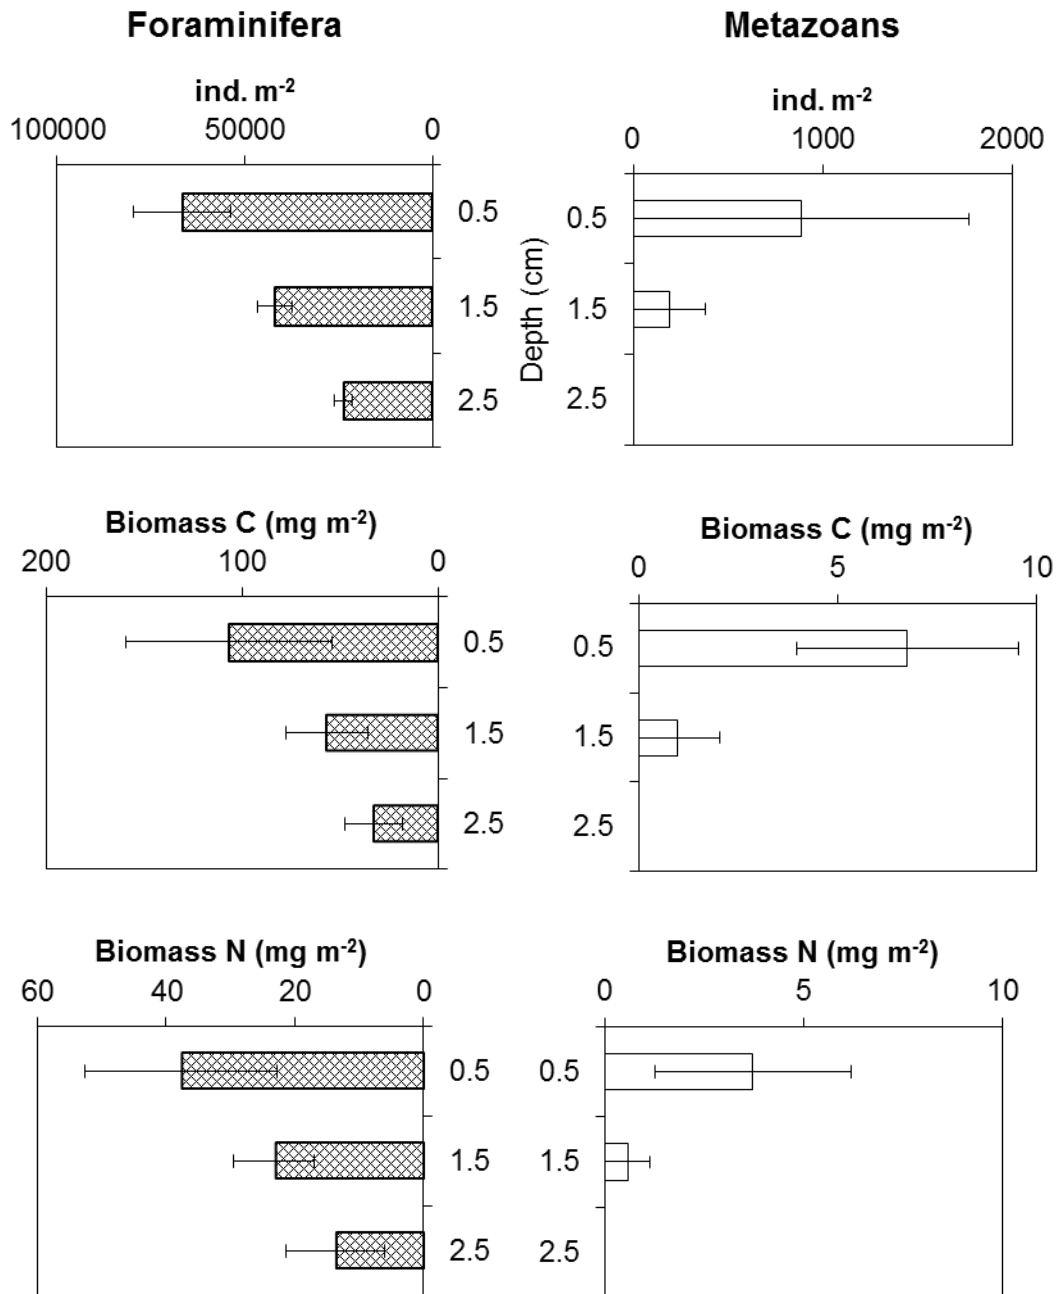 Foraminifera Metazoans
ind. m-2 ind. m-2
100000 50000 0 0 1000 2000
0.5 0.5
1.5 1.5
2.5 2.5
Depth (cm)
Biomass C (mg m-2) Biomass C (mg m-2)
200 100 0 0 5 10
0.5 0.5
1.5 1.5
2.5 2.5
Biomass N (mg m-2) Biomass N (mg m-2)
60 40 20 0 0 5 10
0.5 0.5
1.5 1.5
2.5 2.5